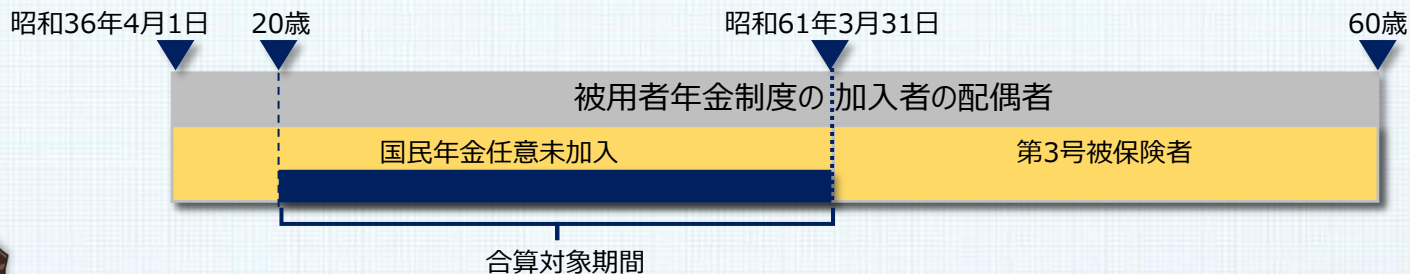 昭和36年4月1日 20歳 昭和61年3月31日 60歳
被用者年金制度の加入者の配偶者
国民年金任意未加入 第3号被保険者
合算対象期間